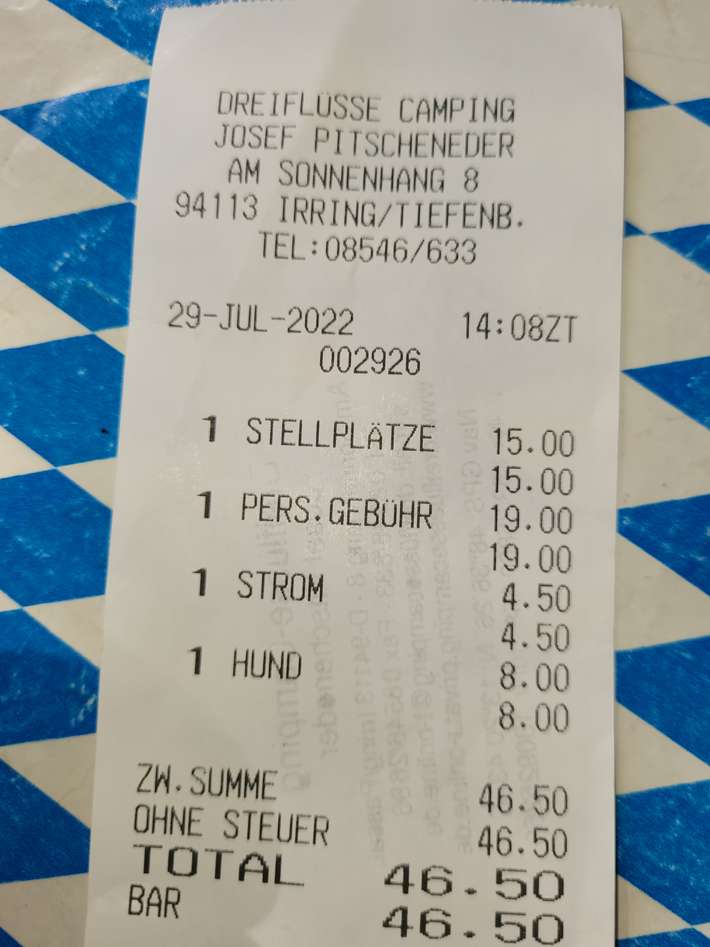 DREIFLÜSSE CAMPING
JOSEF PITSCHENEDER
AM SONNENHANG 8
94113 IRRING/TIEFENB.
TEL:08546/633
29-JUL-2022 14:08ZT
002926
1 STELLPLÄTZE 15.00
15.00
1 PERS.GEBÜHR 19.00
19.00
1 STROM 4.50
4.50
1 HUND 8.00
8.00
ZW.SUMME 46.50
OHNE STEUER 46.50
TOTAL 46.50
BAR 46.50